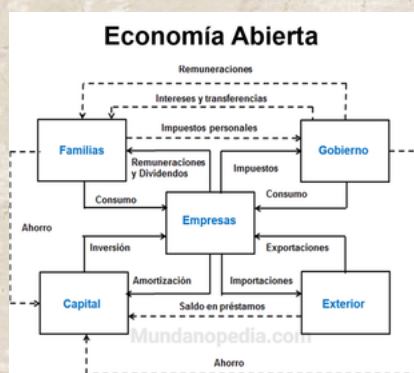 Economía Abierta
Remuneraciones
Intereses y transferencias
Impuestos personales
Familias
Gobierno
Remuneraciones
y Dividendos
Impuestos
Consumo
Consumo
Empresas
Ahorro
Inversión
Exportaciones
Amortización
Importaciones
Capital
Exterior
Saldo en préstamos
Mundanopedia.com
Ahorro